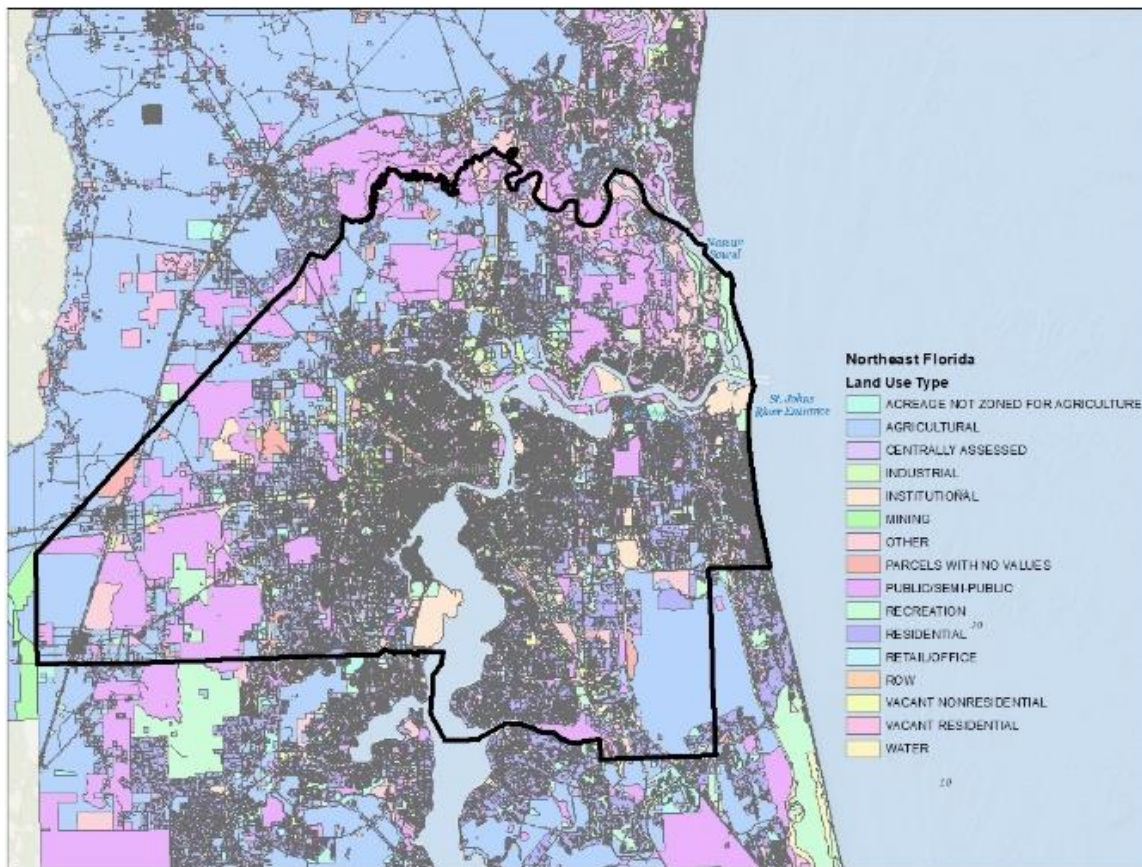 Nassau
Sound
St. Johns
River Entrance
Northeast Florida
Land Use Type
ACREAGE NOT ZONED FOR AGRICULTURE
AGRICULTURAL
CENTRALLY ASSESSED
INDUSTRIAL
INSTITUTIONAL
MINING
OTHER
PARCELS WITH NO VALUES
PUBLIC/SEMI-PUBLIC
RECREATION
RESIDENTIAL
RETAIL/OFFICE
ROW
VACANT NONRESIDENTIAL
VACANT RESIDENTIAL
WATER